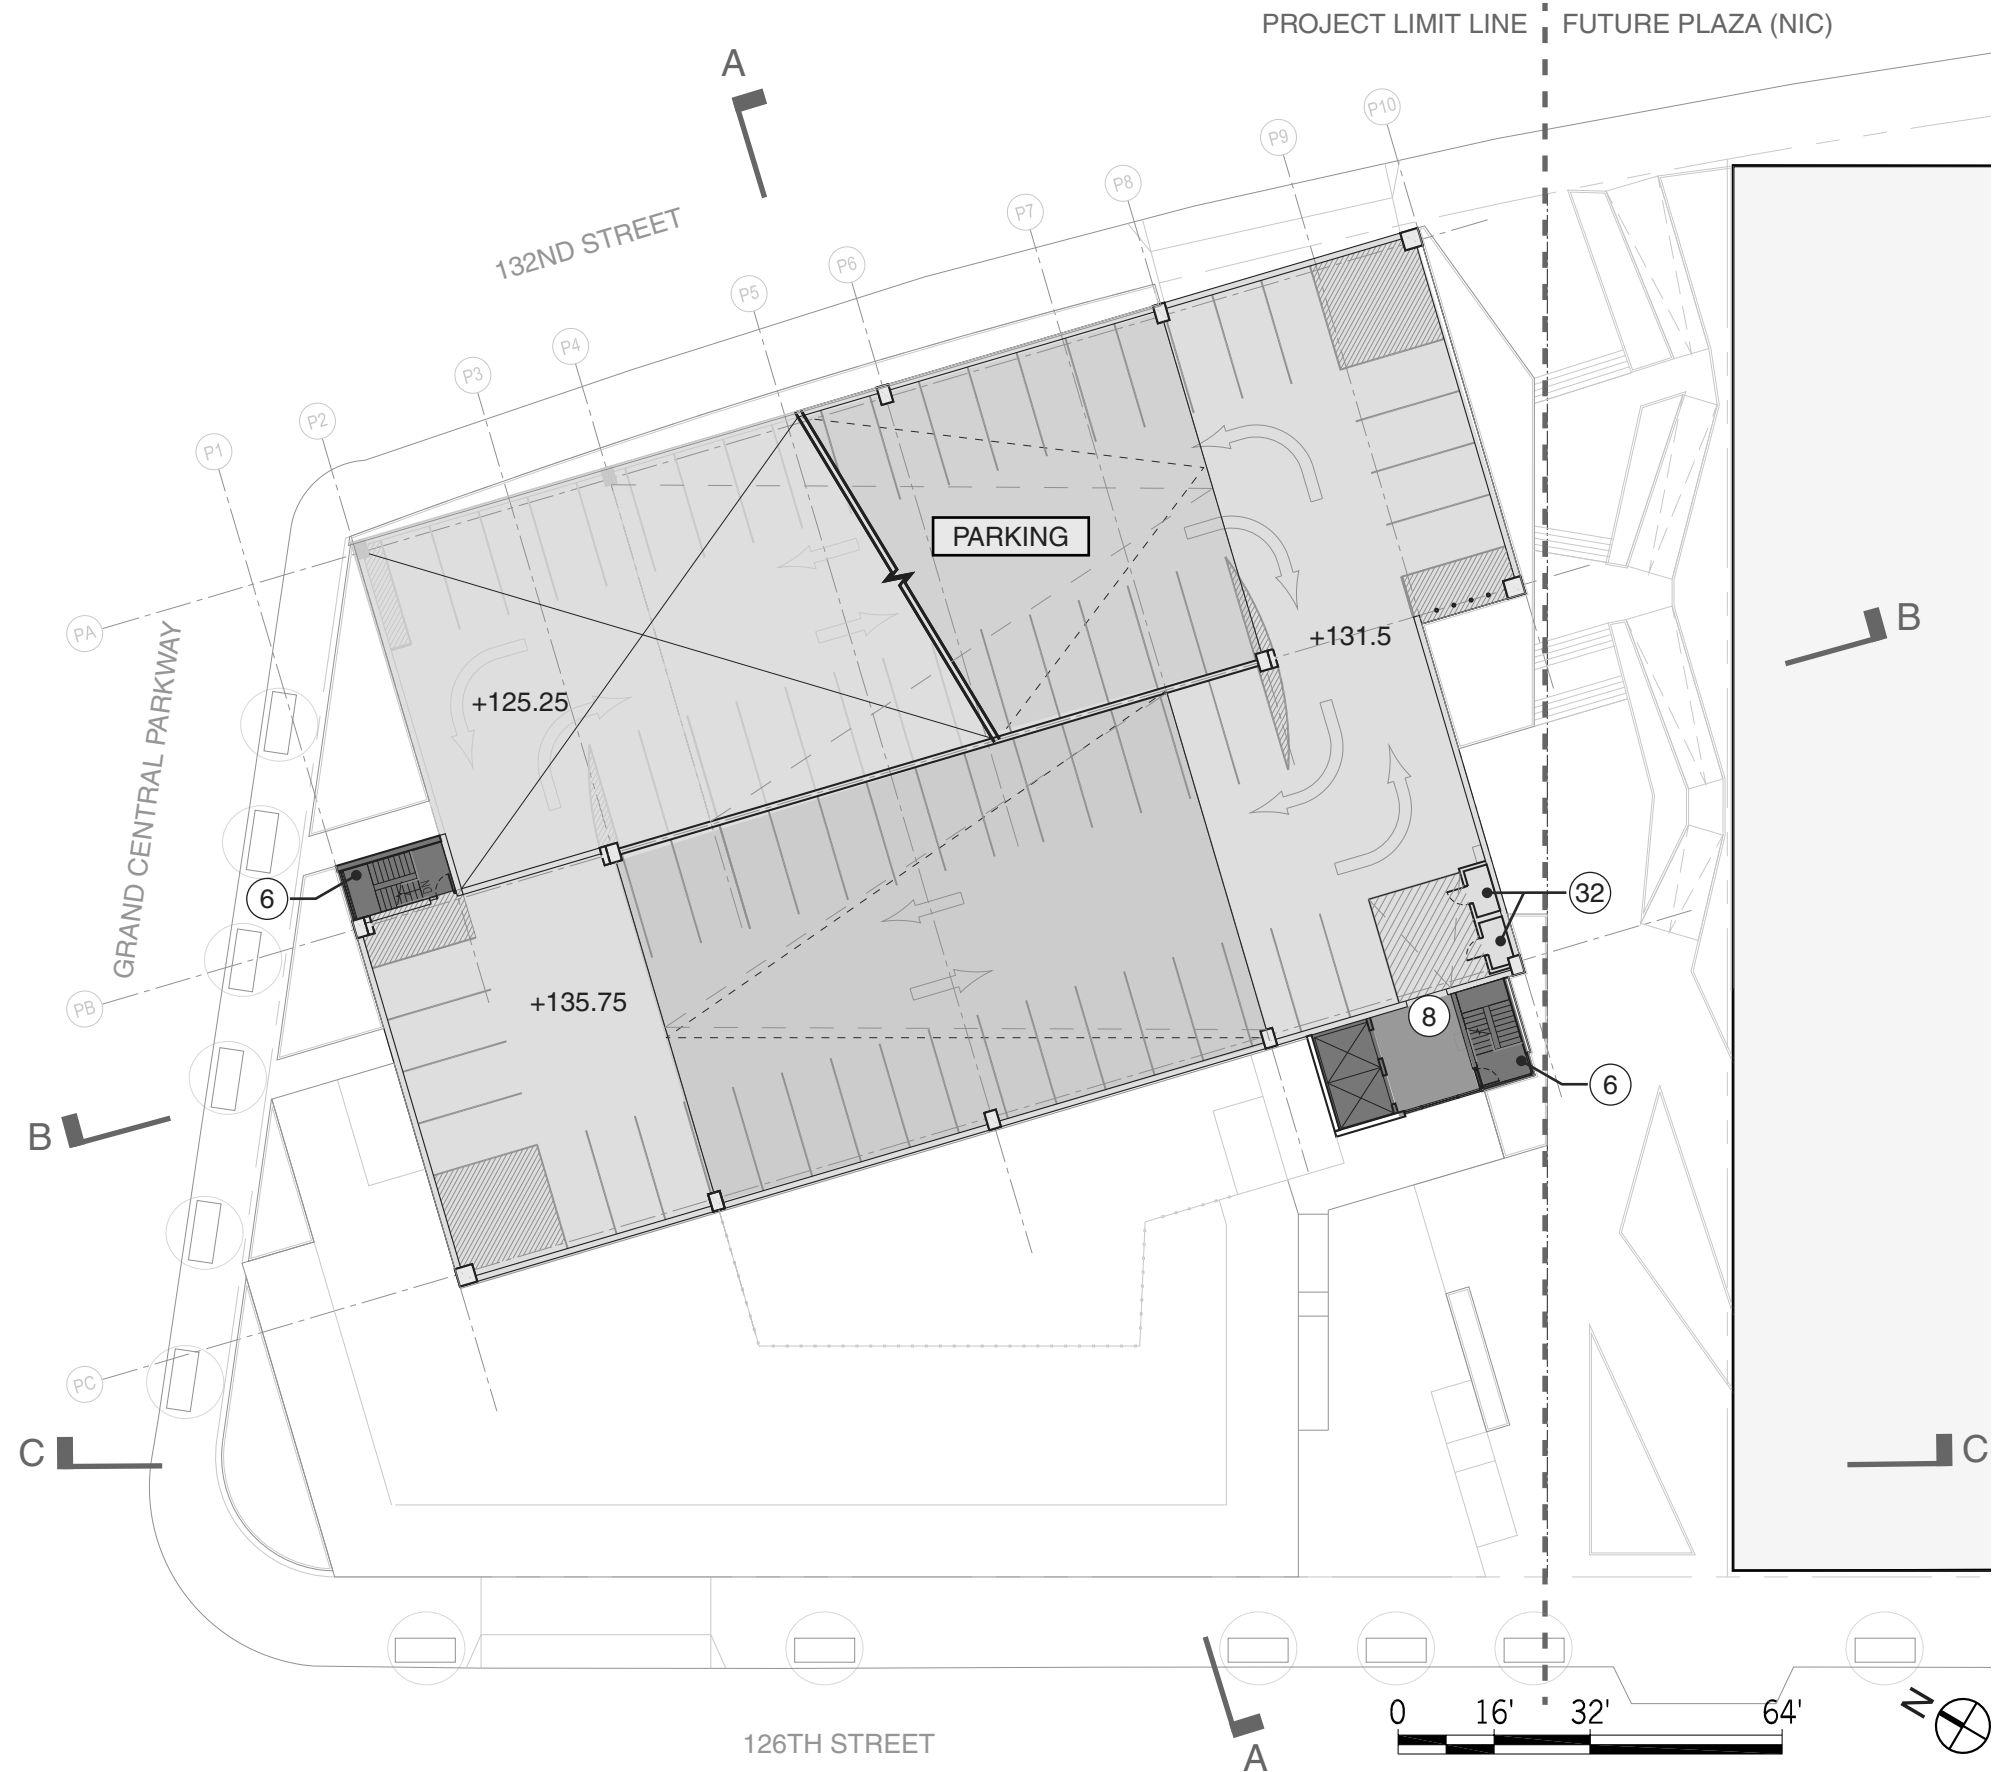 PROJECT LIMIT LINE
FUTURE PLAZA (NIC)
A
P10
P9
P8
132ND STREET
P7
P6
P5
P4
P3
P2
P1
PARKING
PA
+131.5
B
GRAND CENTRAL PARKWAY
+125.25
6
32
PB
+135.75
8
6
B
PC
C
C
0 16' 32' 64'
N
126TH STREET
A